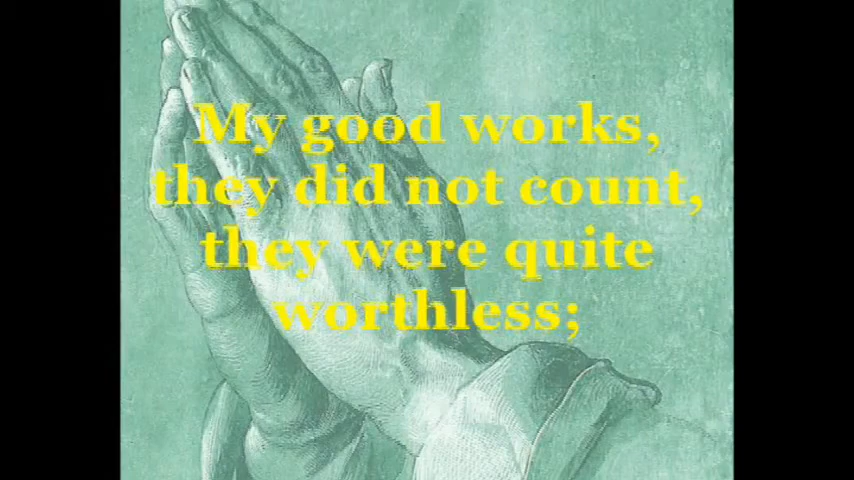 My good works,
they did not count,
they were quite
worthless;